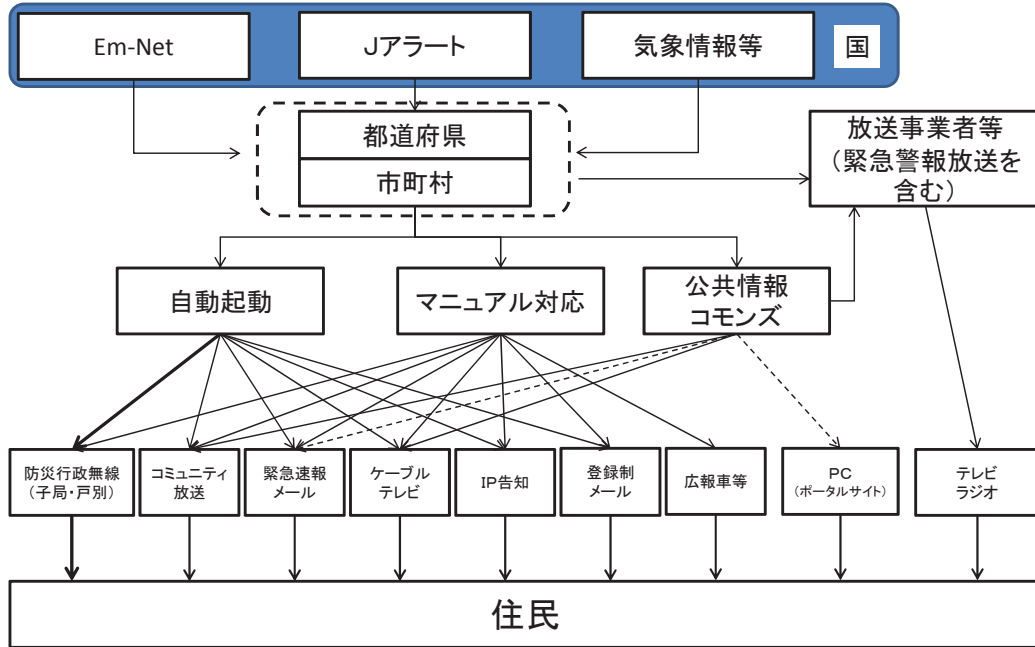 Em-Net
Jアラート
気象情報等
国
都道府県
市町村
放送事業者等
(緊急警報放送を
含む)
自動起動
マニュアル対応
公共情報
コモンズ
防災行政無線
(子局・戸別)
コミュニティ
放送
緊急速報
メール
ケーブル
テレビ
IP告知
登録制
メール
広報車等
PC
(ポータルサイト)
テレビ
ラジオ
住民